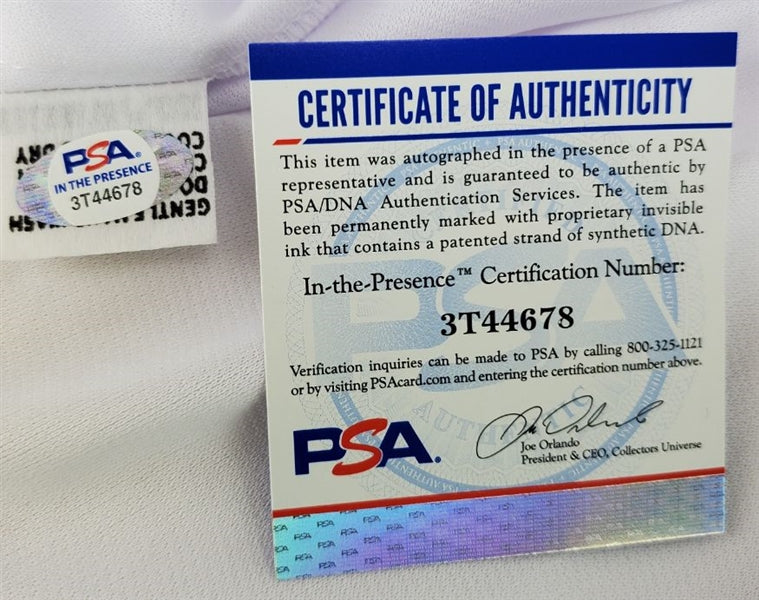 PSA.
IN THE PRESENCE
3T44678
CERTIFICATE OF AUTHENTICITY
This item was autographed in the presence of a PSA
representative and is guaranteed to be authentic by
PSA/DNA Authentication Services. The item has
been permanently marked with proprietary invisible
ink that contains a patented strand of synthetic DNA.
In-the-Presence™ Certification Number:
3T44678
Verification inquiries can be made to PSA by calling 800-325-1121
or by visiting PSAcard.com and entering the certification number above.
PSA.
Joe Orlando
President & CEO, Collectors Universe
PSA PSA PSA PSA